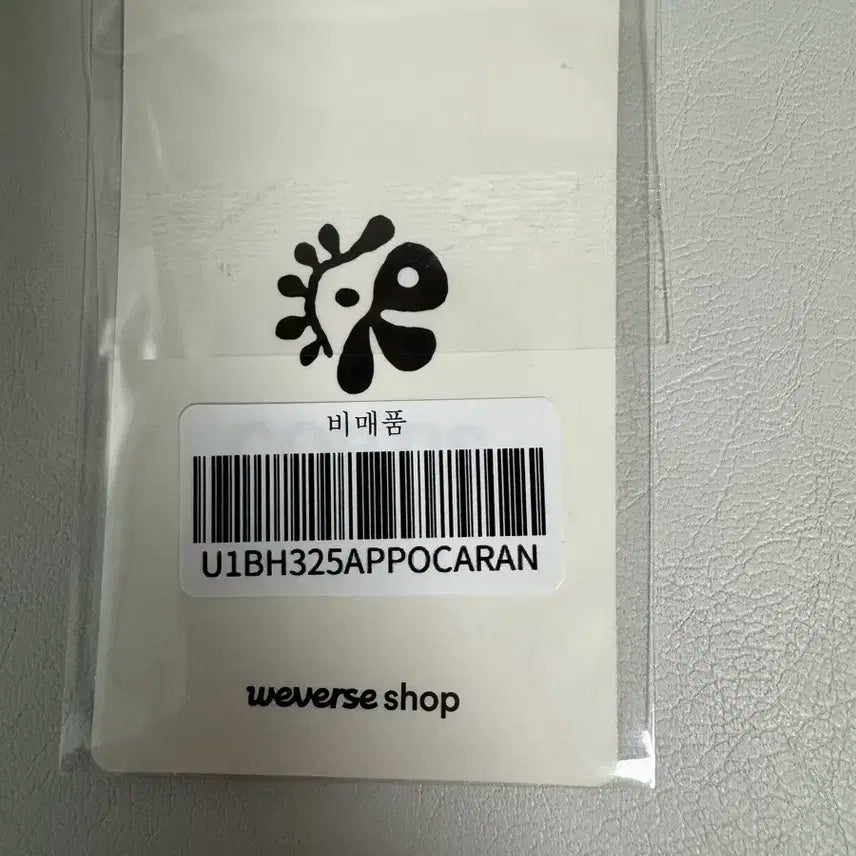 비매품
U1BH325APPOCARAN
weverse shop